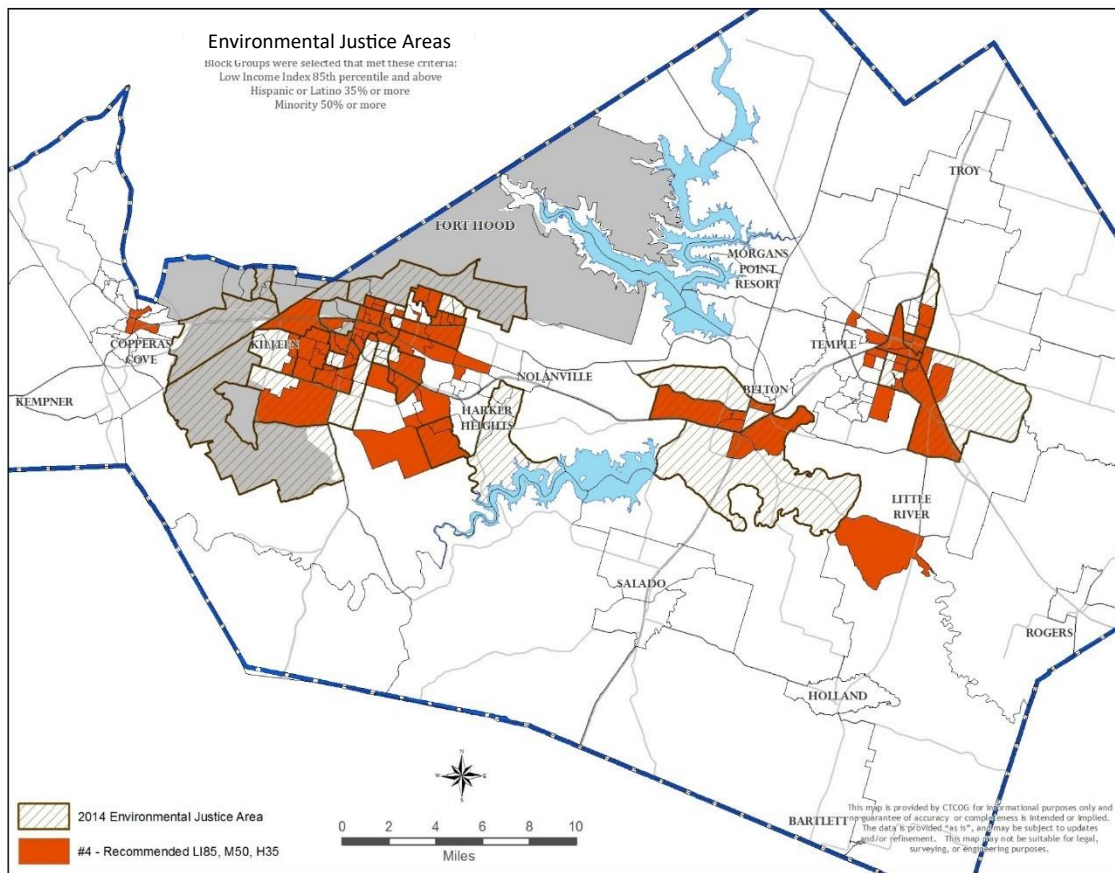 Environmental Justice Areas
Block Groups were selected that met these criteria:
Low Income Index 85th percentile and above
Hispanic or Latino 35% or more
Minority 50% or more
TROY
FORT HOOD
MORGANS
POINT
RESORT
COPPERAS
COVE
KILLEEN
TEMPLE
NOLANVILLE
BELTON
KEMPNER
HARKER
HEIGHTS
LITTLE
RIVER
SALADO
ROGERS
HOLLAND
N
W
E
S
2014 Environmental Justice Area
#4 - Recommended LI85, M50, H35
0 2 4 6 8 10
Miles
BARTLETT
This map is provided by CTCOG for informational purposes only and
no guarantee of accuracy or completeness is intended or implied.
The data is provided "as is", and may be subject to updates
and/or refinement. This map may not be suitable for legal,
surveying, or engineering purposes.